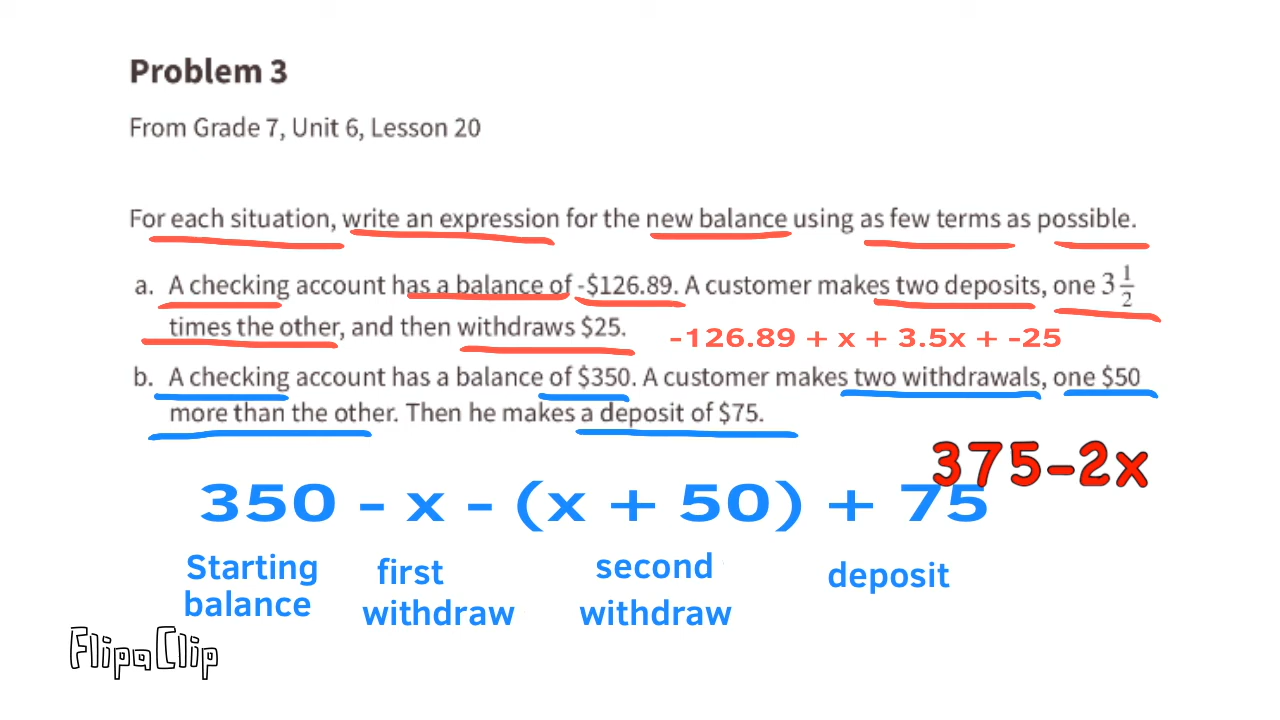 Problem 3
From Grade 7, Unit 6, Lesson 20
For each situation, write an expression for the new balance using as few terms as possible.
a. A checking account has a balance of -$126.89. A customer makes two deposits, one 3 1/2
times the other, and then withdraws $25.
-126.89 + x + 3.5x + -25
b. A checking account has a balance of $350. A customer makes two withdrawals, one $50
more than the other. Then he makes a deposit of $75.
375-2x
350 - x - (x + 50) + 75
Starting balance
first withdraw
second withdraw
deposit
FlipaClip